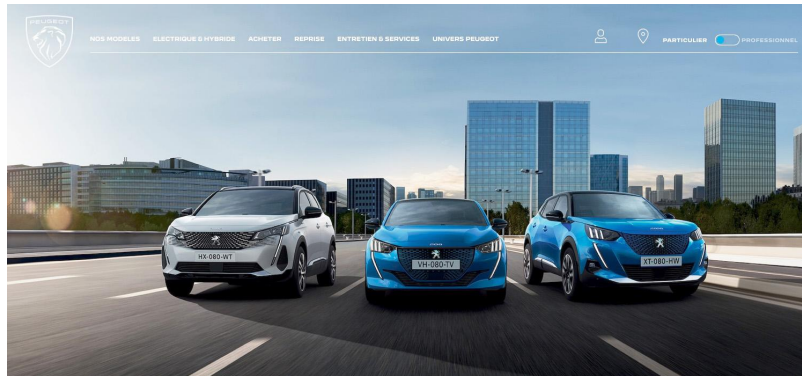 PEUGEOT
NOS MODELES ELECTRIQUE & HYBRIDE ACHETER REPRISE ENTRETIEN & SERVICES UNIVERS PEUGEOT PARTICULIER PROFESSIONNEL
HX-080-WT
VH-080-TV
XT-080-HW